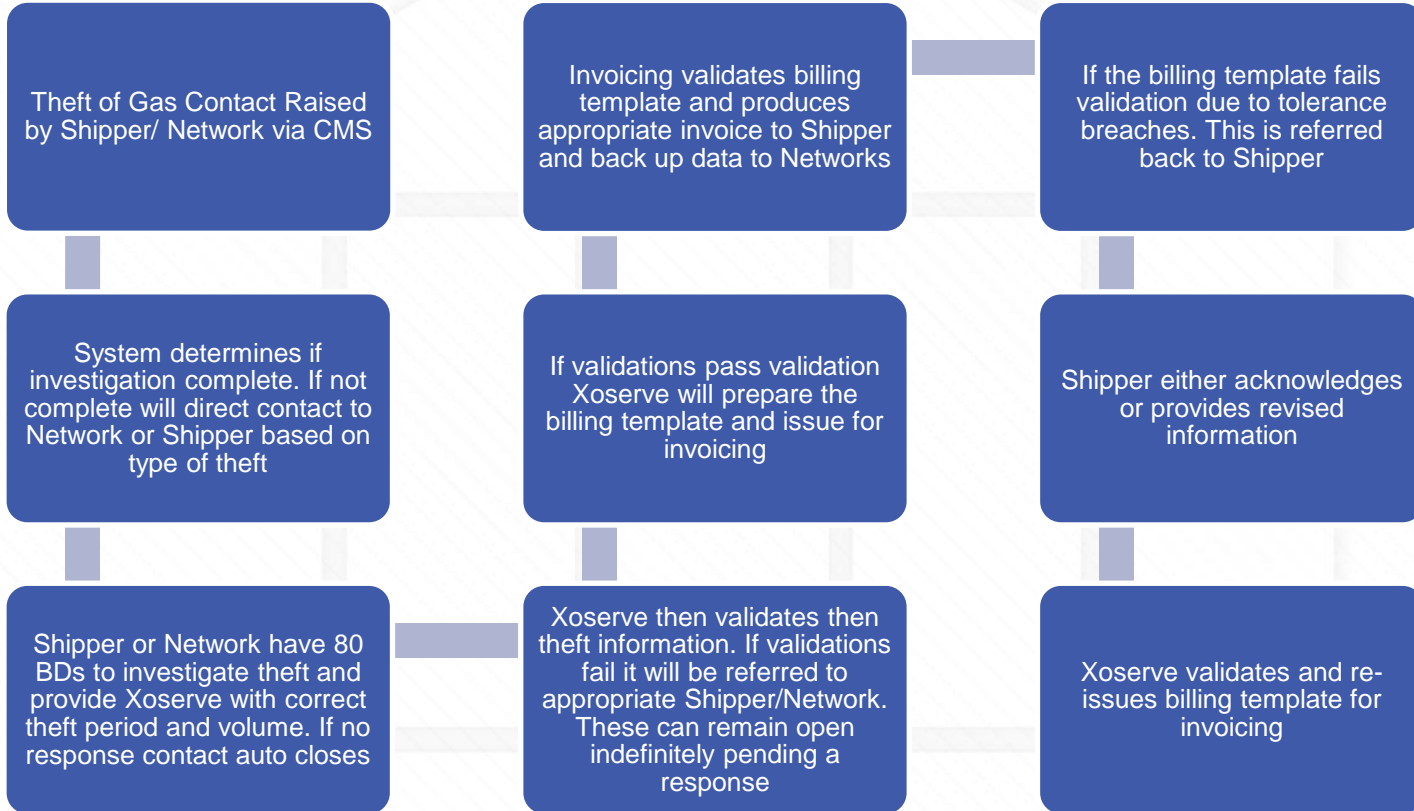 Theft of Gas Contact Raised
by Shipper/ Network via CMS
System determines if
investigation complete. If not
complete will direct contact to
Network or Shipper based on
type of theft
Shipper or Network have 80
BDs to investigate theft and
provide Xoserve with correct
theft period and volume. If no
response contact auto closes
Xoserve then validates then
theft information. If validations
fail it will be referred to
appropriate Shipper/Network.
These can remain open
indefinitely pending a
response
If validations pass validation
Xoserve will prepare the
billing template and issue for
invoicing
Invoicing validates billing
template and produces
appropriate invoice to Shipper
and back up data to Networks
If the billing template fails
validation due to tolerance
breaches. This is referred
back to Shipper
Shipper either acknowledges
or provides revised
information
Xoserve validates and re-
issues billing template for
invoicing